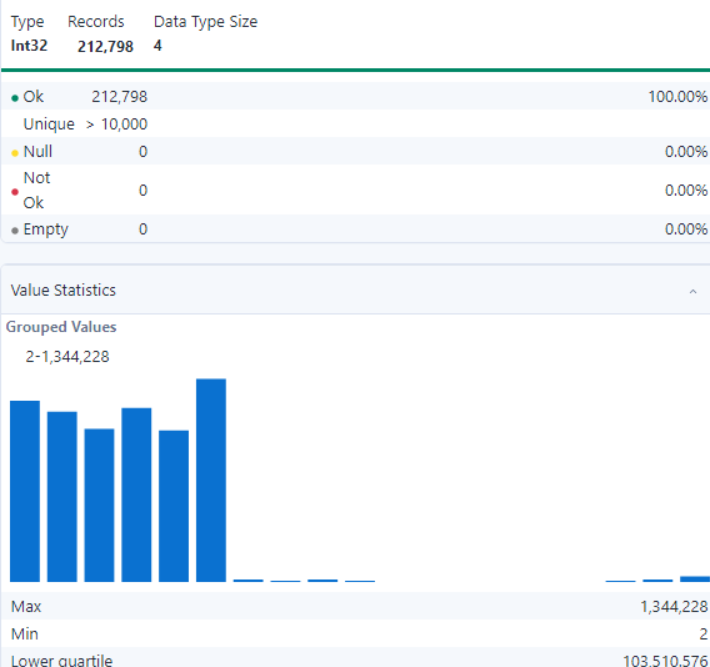 Type Records Data Type Size
Int32 212,798 4
Ok 212,798 100.00%
Unique > 10,000
Null 0 0.00%
Not
Ok 0 0.00%
Empty 0 0.00%
Value Statistics
Grouped Values
2-1,344,228
Max 1,344,228
Min 2
Lower quartile 103,510.576